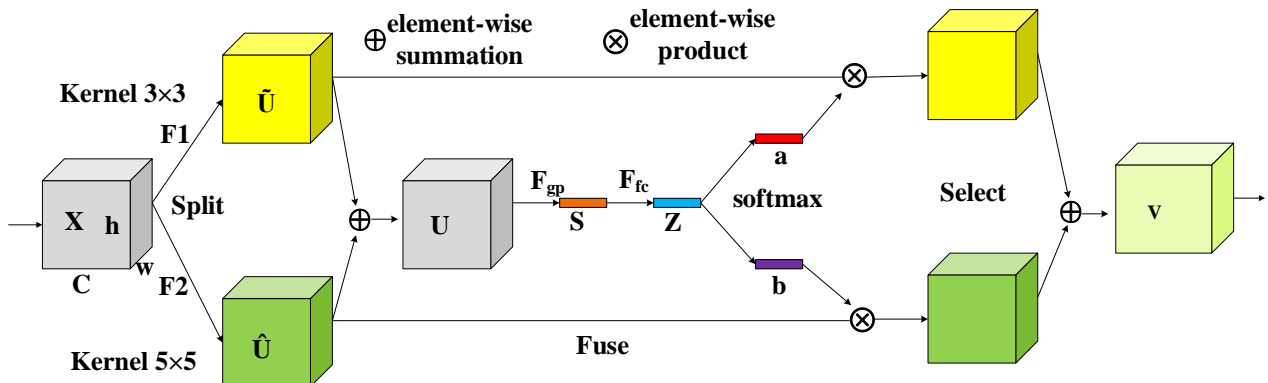 element-wise
summation
element-wise
product
Kernel 3×3
Ũ
F1
X
h
Split
w
C
F2
U
F_gp
S
F_fc
Z
a
softmax
b
Select
v
Û
Kernel 5×5
Fuse